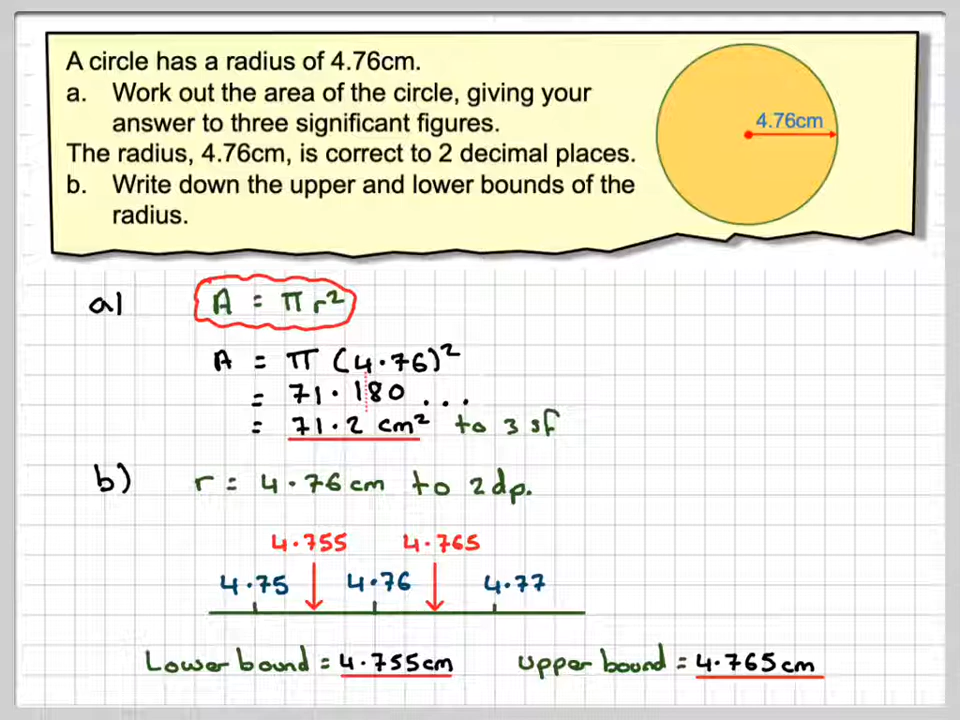 A circle has a radius of 4.76cm.
a. Work out the area of the circle, giving your
answer to three significant figures.
The radius, 4.76cm, is correct to 2 decimal places.
b. Write down the upper and lower bounds of the
radius.
4.76cm
a) A = π r²
A = π (4.76)²
= 71.180 ...
= 71.2 cm² to 3 sf
b) r = 4.76cm to 2dp.
4.755 4.765
4.75 4.76 4.77
Lower bound = 4.755cm upper bound = 4.765cm